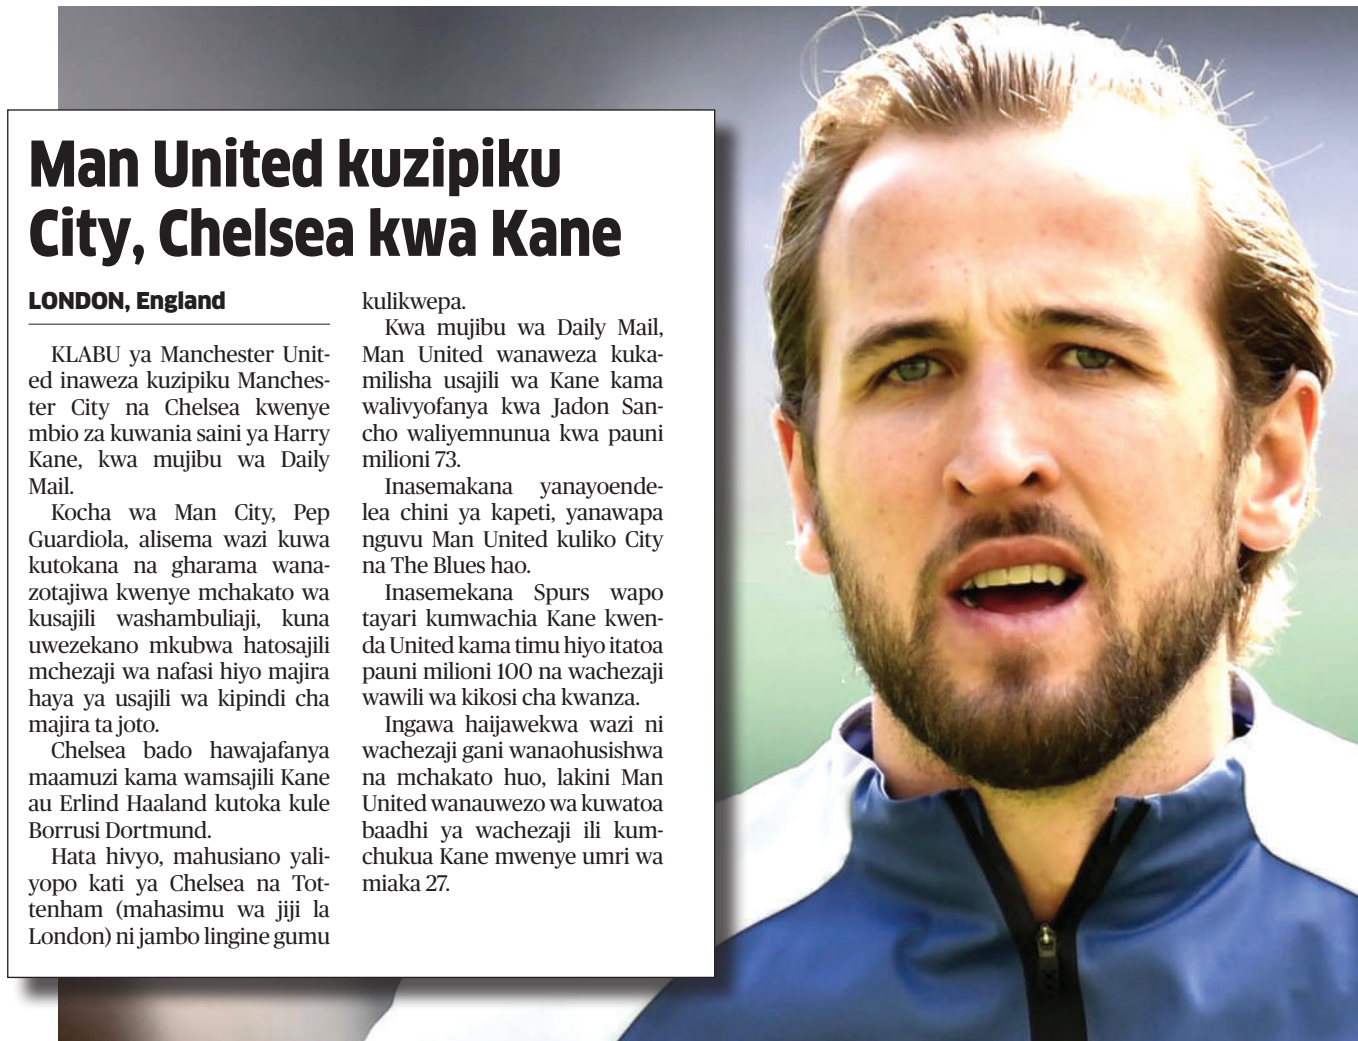 Man United kuzipiku
City, Chelsea kwa Kane
LONDON, England
KLABU ya Manchester Unit-
ed inaweza kuzipiku Manches-
ter City na Chelsea kwenye
mbio za kuwania saini ya Harry
Kane, kwa mujibu wa Daily
Mail.
Kocha wa Man City, Pep
Guardiola, alisema wazi kuwa
kutokana na gharama wana-
zotajiwa kwenye mchakato wa
kusajili washambuliaji, kuna
uwezekano mkubwa hatosajili
mchezaji wa nafasi hiyo majira
haya ya usajili wa kipindi cha
majira ta joto.
Chelsea bado hawajafanya
maamuzi kama wamsajili Kane
au Erlind Haaland kutoka kule
Borrusi Dortmund.
Hata hivyo, mahusiano yali-
yopo kati ya Chelsea na Tot-
tenham (mahasimu wa jiji la
London) ni jambo lingine gumu
kulikwepa.
Kwa mujibu wa Daily Mail,
Man United wanaweza kuka-
milisha usajili wa Kane kama
walivyofanya kwa Jadon San-
cho waliyemnunua kwa pauni
milioni 73.
Inasemakana yanayoende-
lea chini ya kapeti, yanawapa
nguvu Man United kuliko City
na The Blues hao.
Inasemekana Spurs wapo
tayari kumwachia Kane kwen-
da United kama timu hiyo itatoa
pauni milioni 100 na wachezaji
wawili wa kikosi cha kwanza.
Ingawa haijawekwa wazi ni
wachezaji gani wanaohusishwa
na mchakato huo, lakini Man
United wanauwezo wa kuwatoa
baadhi ya wachezaji ili kum-
chukua Kane mwenye umri wa
miaka 27.